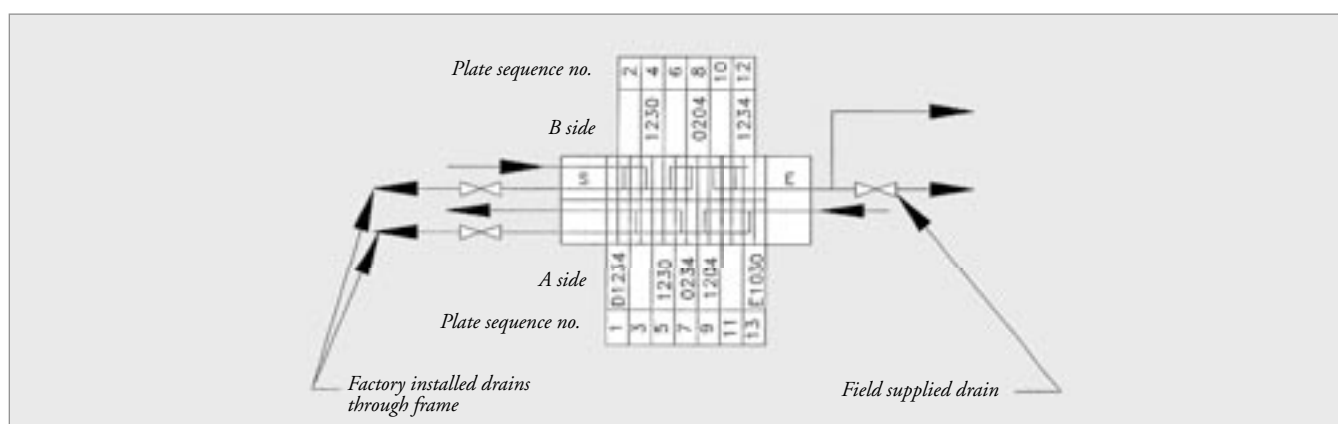 Plate sequence no.
2 4 6 8 10 12
B side
1230 0204 1234
S
E
A side
D1234 1230 0234 1204 E1030
Plate sequence no.
1 3 5 7 9 11 13
Factory installed drains
through frame
Field supplied drain